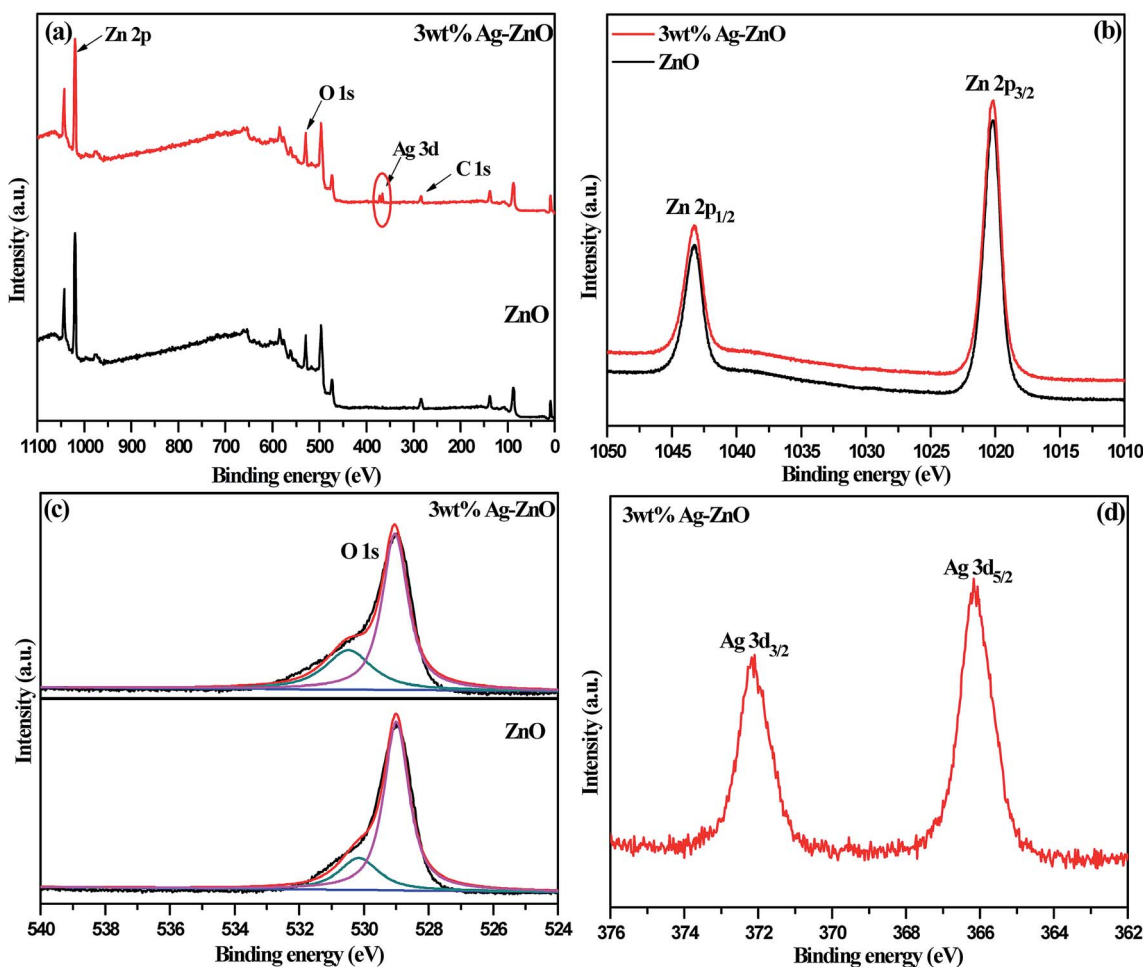 (a)
3wt% Ag-ZnO
Zn 2p
O 1s
Ag 3d
C 1s
ZnO
Intensity (a.u.)
1100 1000 900 800 700 600 500 400 300 200 100 0
Binding energy (eV)
(b)
3wt% Ag-ZnO
ZnO
Zn 2p3/2
Zn 2p1/2
Intensity (a.u.)
1050 1045 1040 1035 1030 1025 1020 1015 1010
Binding energy (eV)
(c)
3wt% Ag-ZnO
O 1s
ZnO
Intensity (a.u.)
540 538 536 534 532 530 528 526 524
Binding energy (eV)
3wt% Ag-ZnO
(d)
Ag 3d5/2
Ag 3d3/2
Intensity (a.u.)
376 374 372 370 368 366 364 362
Binding energy (eV)